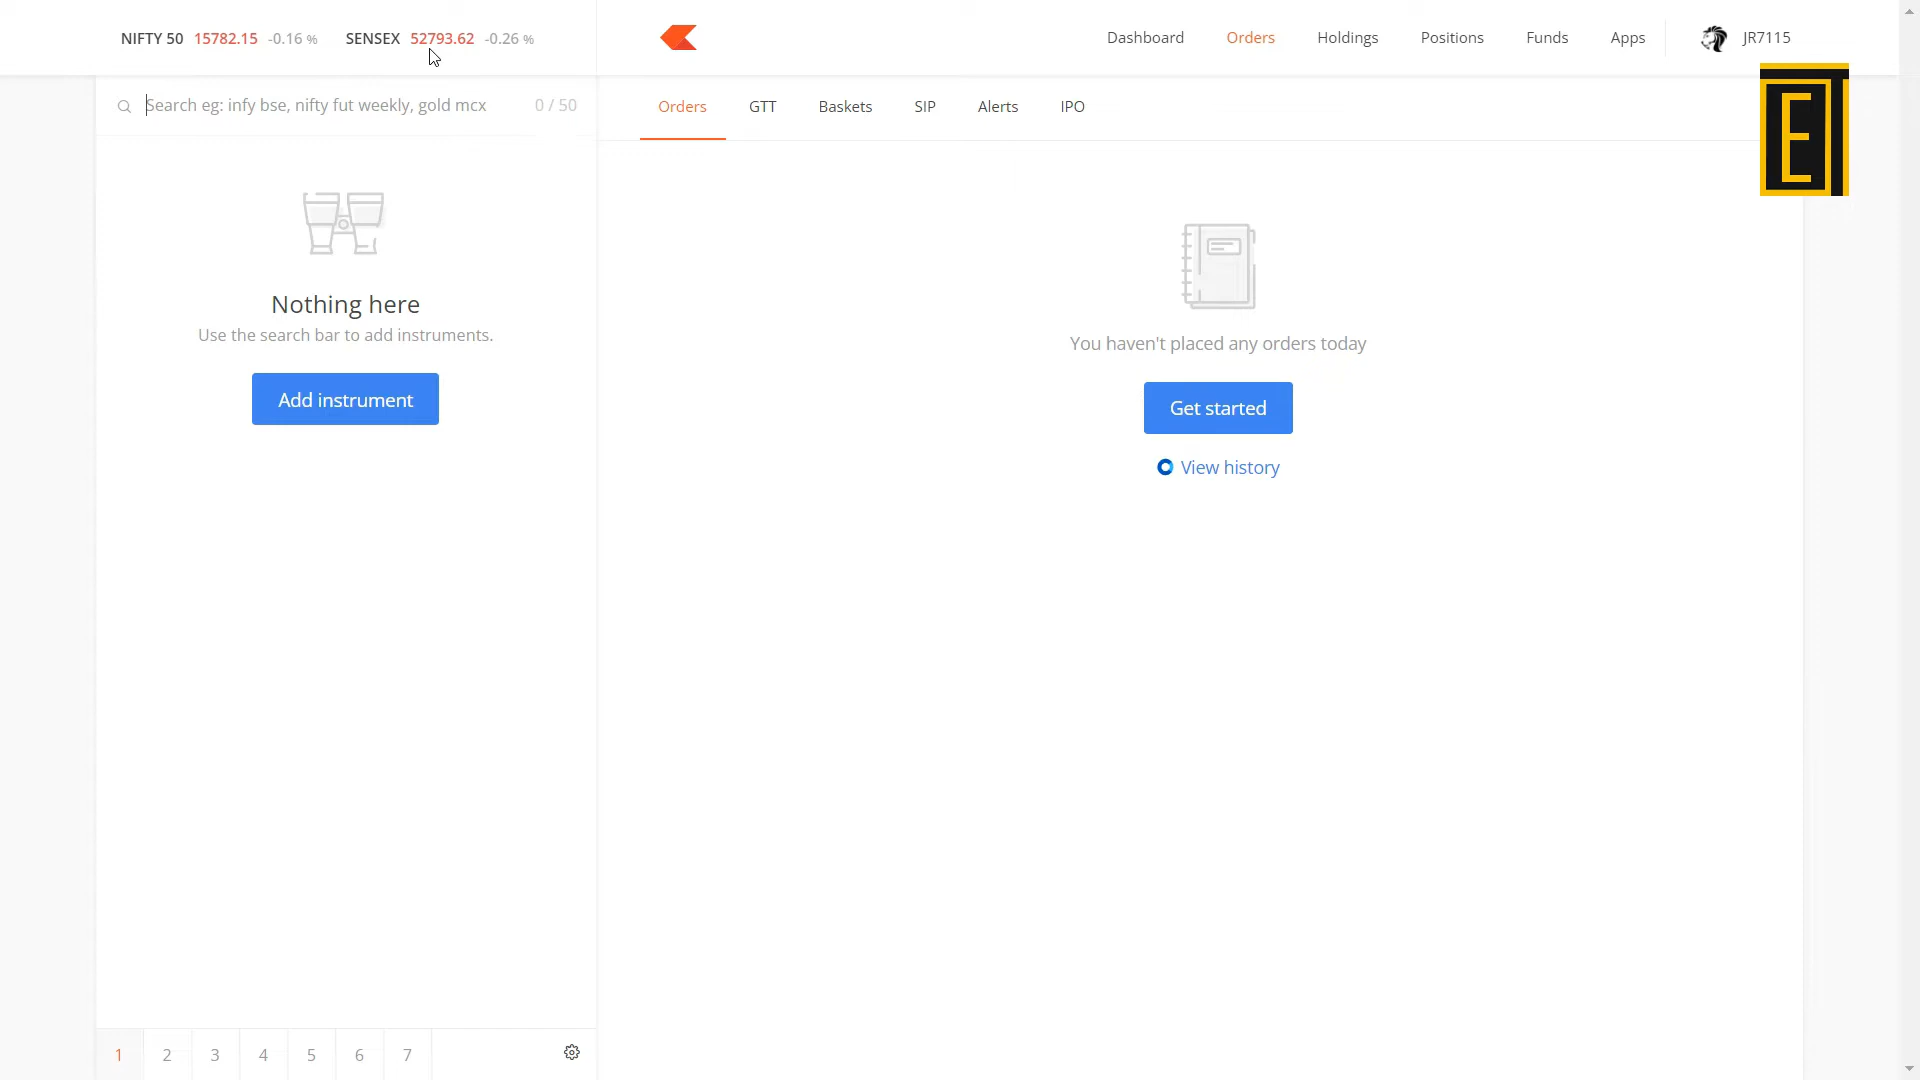 NIFTY 50 15782.15 -0.16 % SENSEX 52793.62 -0.26 %
Dashboard Orders Holdings Positions Funds Apps JR7115
Search eg: infy bse, nifty fut weekly, gold mcx 0 / 50
Orders GTT Baskets SIP Alerts IPO
E
Nothing here
Use the search bar to add instruments.
Add instrument
You haven't placed any orders today
Get started
View history
1 2 3 4 5 6 7